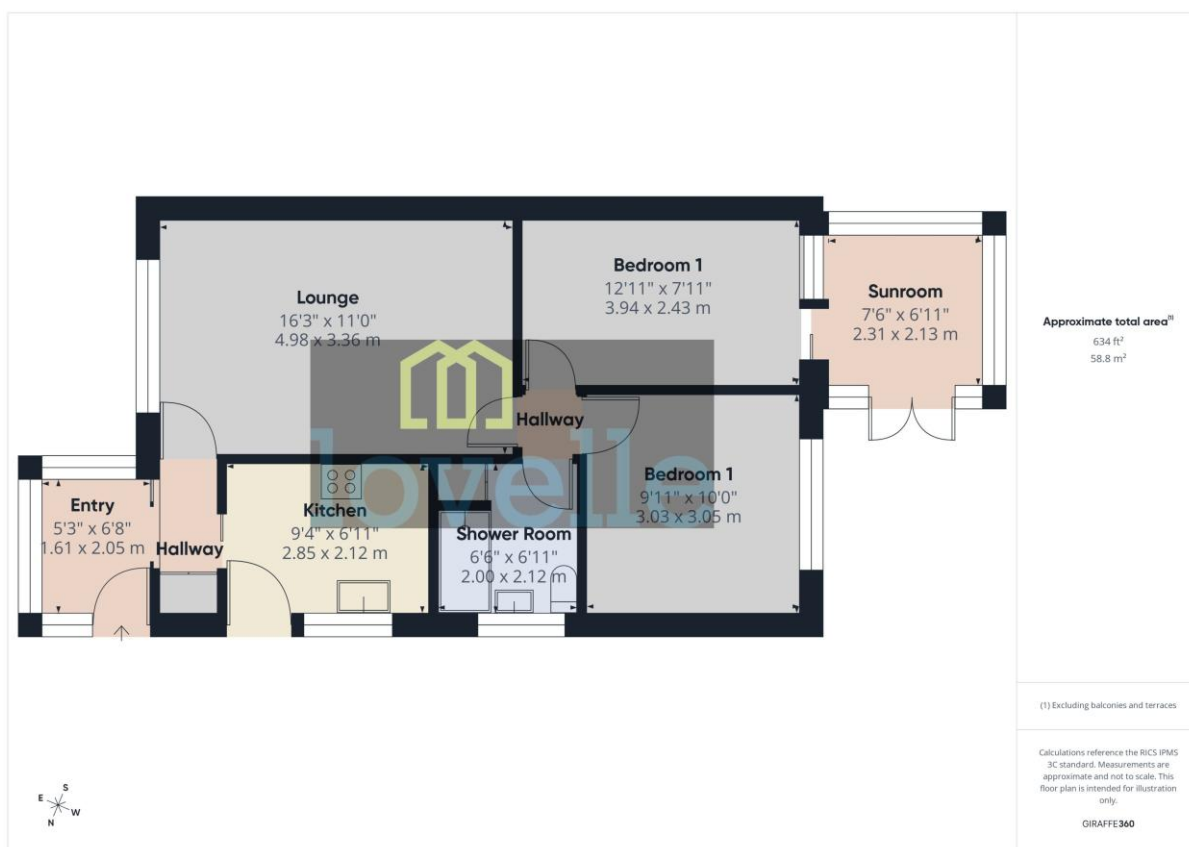 Lounge
16'3" x 11'0"
4.98 x 3.36 m
Bedroom 1
12'11" x 7'11"
3.94 x 2.43 m
Sunroom
7'6" x 6'11"
2.31 x 2.13 m
Hallway
lovelle
Bedroom 1
9'11" x 10'0"
3.03 x 3.05 m
Entry
5'3" x 6'8"
1.61 x 2.05 m
Hallway
Kitchen
9'4" x 6'11"
2.85 x 2.12 m
Shower Room
6'6" x 6'11"
2.00 x 2.12 m
S
E
W
N
Approximate total area(1)
634 ft²
58.8 m²
(1) Excluding balconies and terraces
Calculations reference the RICS IPMS
3C standard. Measurements are
approximate and not to scale. This
floor plan is intended for illustration
only.
GIRAFFE360